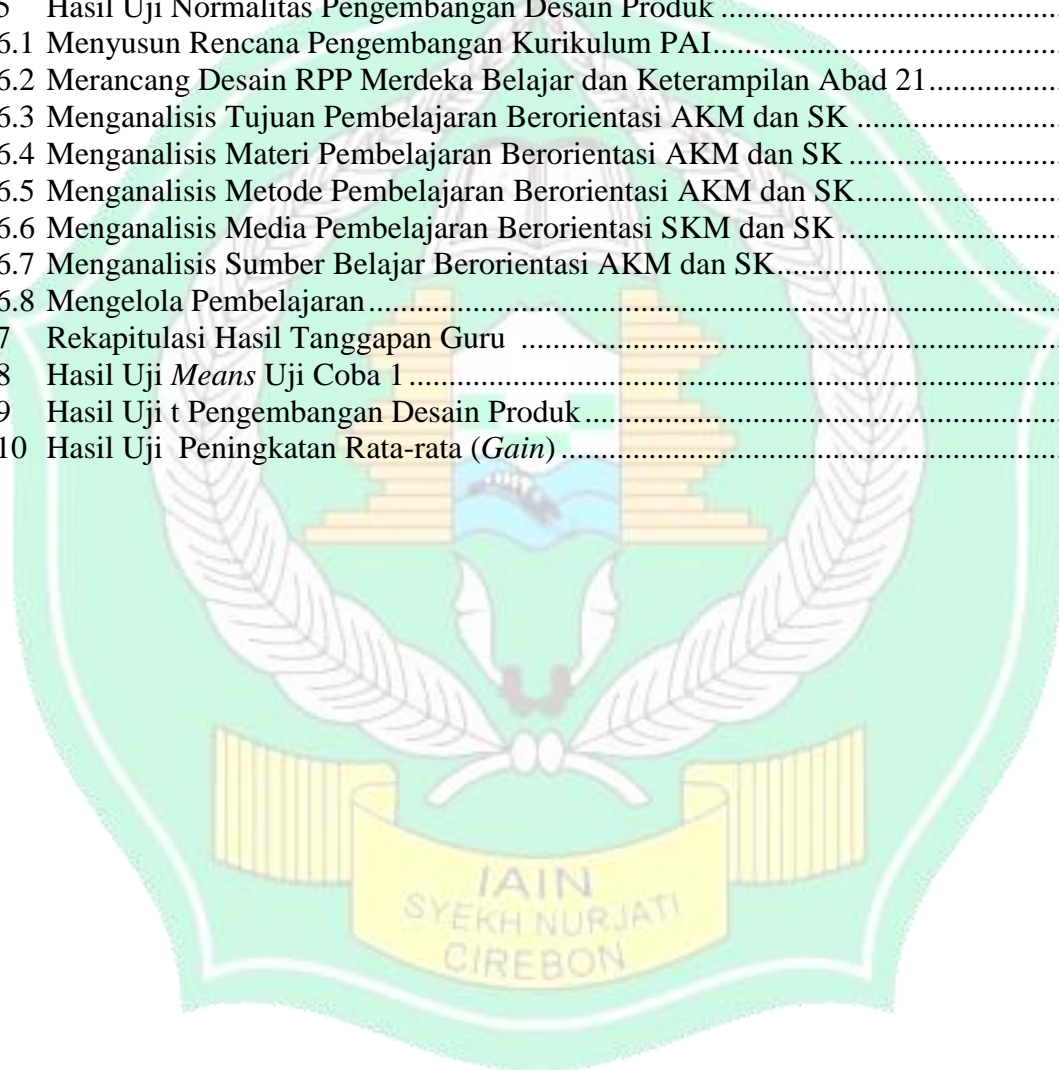 5 Hasil Uji Normalitas Pengembangan Desain Produk ........................................
6.1 Menyusun Rencana Pengembangan Kurikulum PAI........................................
6.2 Merancang Desain RPP Merdeka Belajar dan Keterampilan Abad 21................
6.3 Menganalisis Tujuan Pembelajaran Berorientasi AKM dan SK ........................
6.4 Menganalisis Materi Pembelajaran Berorientasi AKM dan SK ........................
6.5 Menganalisis Metode Pembelajaran Berorientasi AKM dan SK........................
6.6 Menganalisis Media Pembelajaran Berorientasi SKM dan SK ........................
6.7 Menganalisis Sumber Belajar Berorientasi AKM dan SK................................
6.8 Mengelola Pembelajaran................................................................................
7 Rekapitulasi Hasil Tanggapan Guru ................................................................
8 Hasil Uji Means Uji Coba 1............................................................................
9 Hasil Uji t Pengembangan Desain Produk........................................................
10 Hasil Uji Peningkatan Rata-rata (Gain)..........................................................
IAIN
SYEKH NURJATI
CIREBON